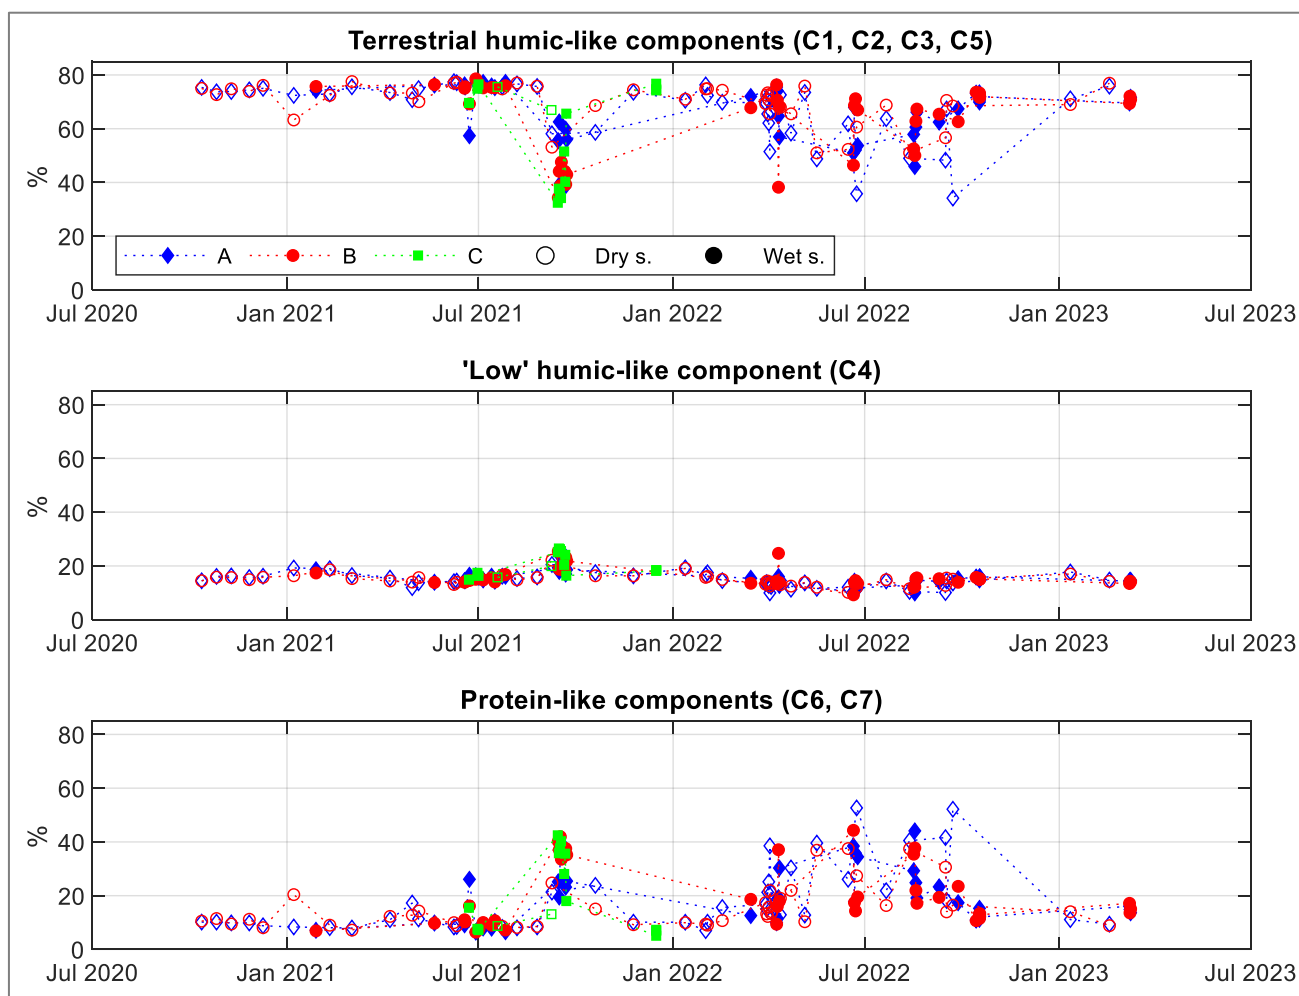 Terrestrial humic-like components (C1, C2, C3, C5)
80
60
40
20
0
%
A B C Dry s. Wet s.
Jul 2020 Jan 2021 Jul 2021 Jan 2022 Jul 2022 Jan 2023 Jul 2023
'Low' humic-like component (C4)
80
60
40
20
0
%
Jul 2020 Jan 2021 Jul 2021 Jan 2022 Jul 2022 Jan 2023 Jul 2023
Protein-like components (C6, C7)
80
60
40
20
0
%
Jul 2020 Jan 2021 Jul 2021 Jan 2022 Jul 2022 Jan 2023 Jul 2023